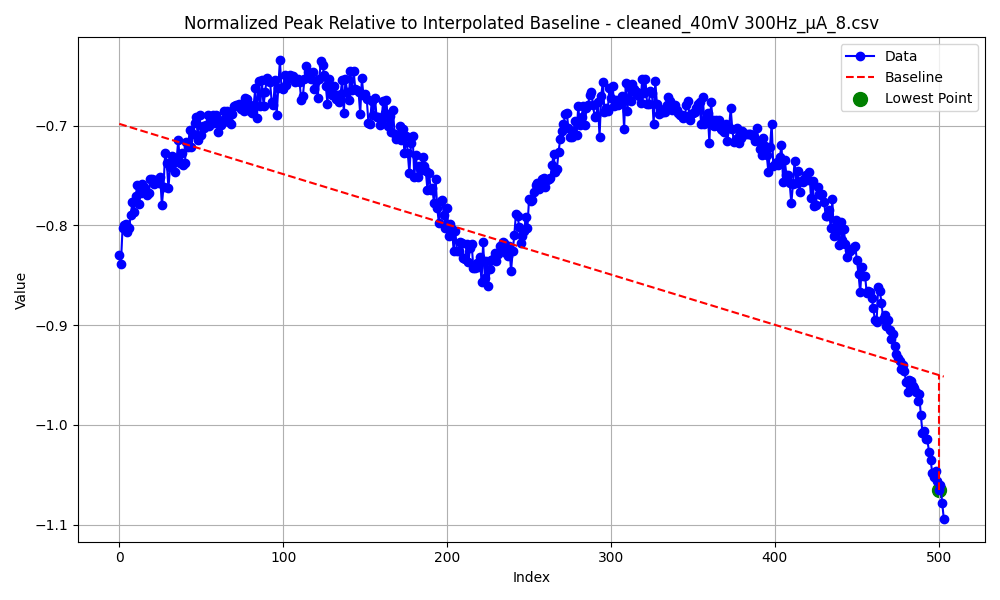 Normalized Peak Relative to Interpolated Baseline - cleaned_40mV 300Hz_μA_8.csv
Data
Baseline
Lowest Point
Value
−0.7
−0.8
−0.9
−1.0
−1.1
0
100
200
300
400
500
Index